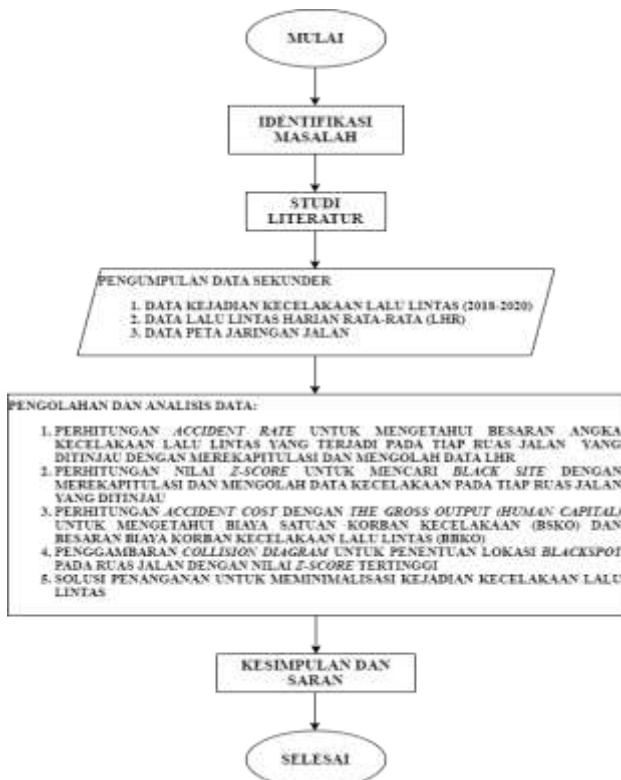 MULAI
IDENTIFIKASI
MASALAH
STUDI
LITERATUR
PENGUMPULAN DATA SEKUNDER
1. DATA KEJADIAN KECELAKAAN LALU LINTAS (2018-2020)
2. DATA LALU LINTAS HARIAN RATA-RATA (LHR)
3. DATA PETA JARINGAN JALAN
PENGOLAHAN DAN ANALISIS DATA:
1. PERHITUNGAN ACCIDENT RATE UNTUK MENGETAHUI BESARAN ANGKA
KECELAKAAN LALU LINTAS YANG TERJADI PADA TIAP RUAS JALAN YANG
DITINJAU DENGAN MEREKAPITULASI DAN MENGOLAH DATA LHR
2. PERHITUNGAN NILAI Z-SCORE UNTUK MENCARI BLACK SITE DENGAN
MEREKAPITULASI DAN MENGOLAH DATA KECELAKAAN PADA TIAP RUAS JALAN
YANG DITINJAU
3. PERHITUNGAN ACCIDENT COST DENGAN THE GROSS OUTPUT (HUMAN CAPITAL)
UNTUK MENGETAHUI BIAYA SATUAN KORBAN KECELAKAAN (BSKO) DAN
BESARAN BIAYA KORBAN KECELAKAAN LALU LINTAS (BBKO)
4. PENGGAMBARAN COLLISION DIAGRAM UNTUK PENENTUAN LOKASI BLACKSPOT
PADA RUAS JALAN DENGAN NILAI Z-SCORE TERTINGGI
5. SOLUSI PENANGANAN UNTUK MEMINIMALISASI KEJADIAN KECELAKAAN LALU
LINTAS
KESIMPULAN DAN
SARAN
SELESAI